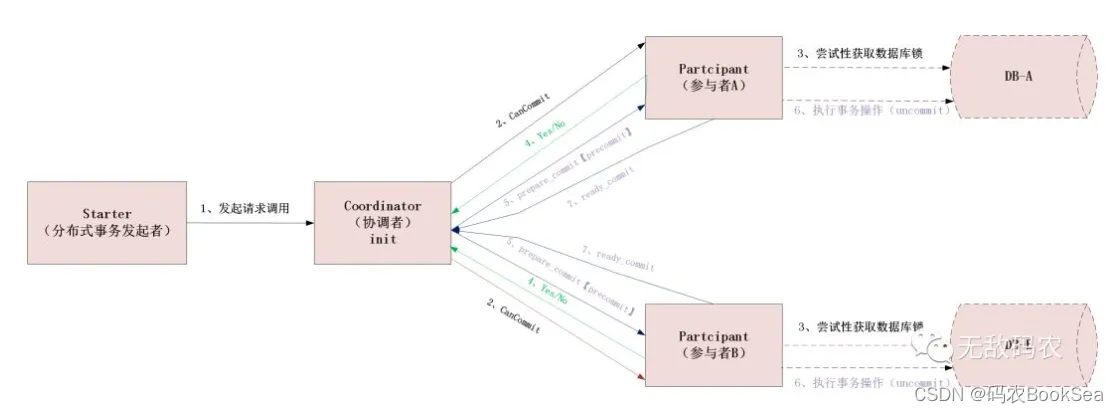 Starter
（分布式事务发起者）
1、发起请求调用
Coordinator
（协调者）
init
2、CanCommit
4、Yes/No
5、prepare_commit【precommit】
7、ready_commit
Partcipant
（参与者A）
3、尝试性获取数据库锁
6、执行事务操作（uncommit）
DB-A
7、ready_commit
5、prepare_commit【precommit】
4、Yes/No
2、CanCommit
Partcipant
（参与者B）
3、尝试性获取数据库锁
6、执行事务操作（uncommit）
无敌码农
CSDN @码农BookSea